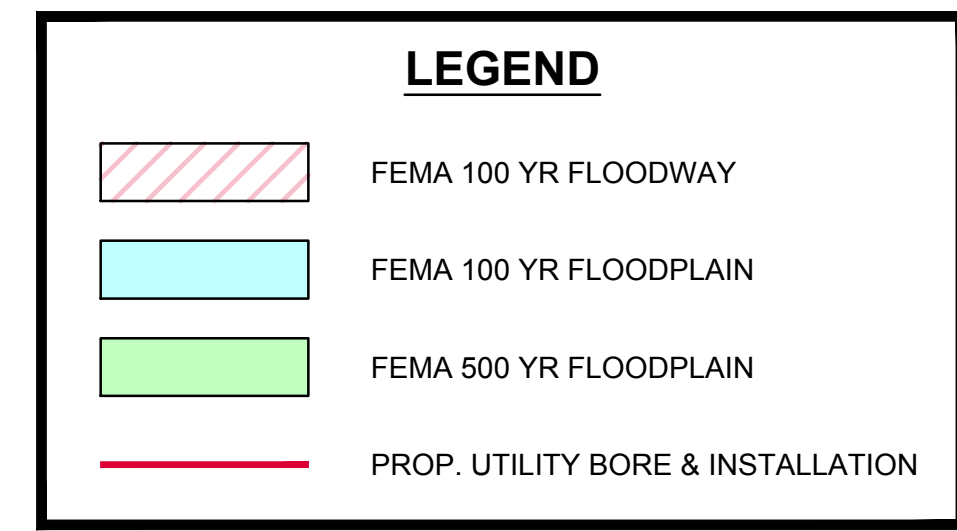 LEGEND
FEMA 100 YR FLOODWAY
FEMA 100 YR FLOODPLAIN
FEMA 500 YR FLOODPLAIN
PROP. UTILITY BORE & INSTALLATION